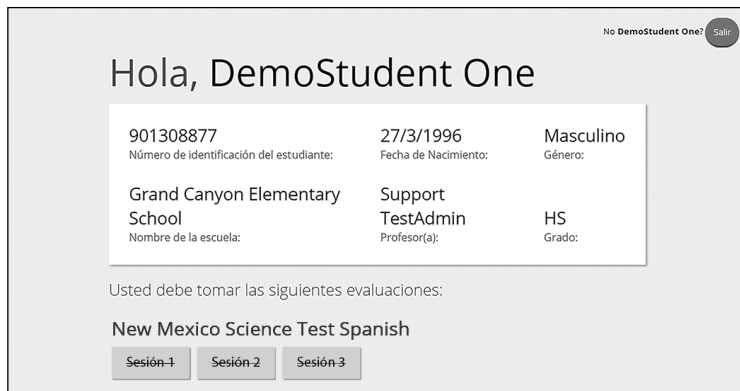 No DemoStudent One?
Salir
Hola, DemoStudent One
901308877
Número de identificación del estudiante:
27/3/1996
Fecha de Nacimiento:
Masculino
Género:
Grand Canyon Elementary
School
Nombre de la escuela:
Support
TestAdmin
Profesor(a):
HS
Grado:
Usted debe tomar las siguientes evaluaciones:
New Mexico Science Test Spanish
Sesión 1
Sesión 2
Sesión 3